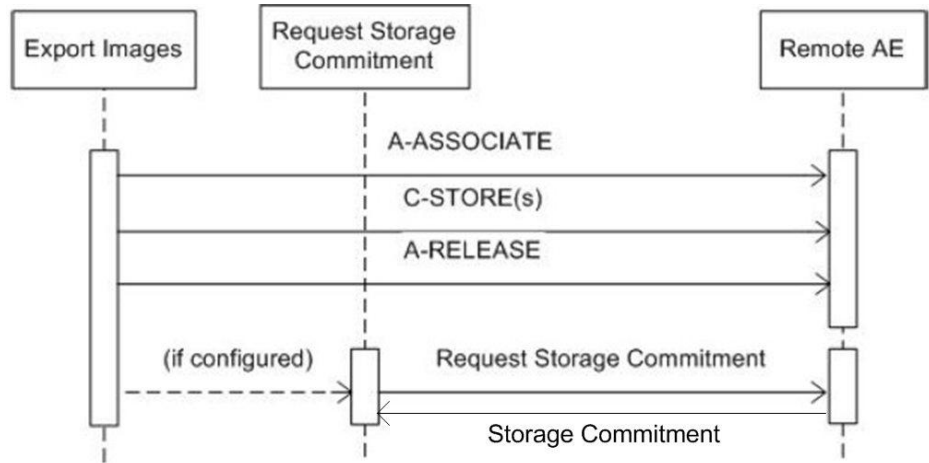 Export Images
Request Storage
Commitment
Remote AE
A-ASSOCIATE
C-STORE(s)
A-RELEASE
(if configured)
Request Storage Commitment
Storage Commitment